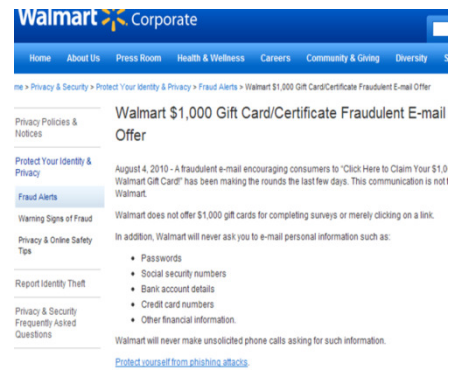 Walmart Corporate
Home About Us Press Room Health & Wellness Careers Community & Giving Diversity S
me > Privacy & Security > Protect Your Identity & Privacy > Fraud Alerts > Walmart $1,000 Gift Card/Certificate Fraudulent E-mail Offer
Walmart $1,000 Gift Card/Certificate Fraudulent E-mail
Offer
Privacy Policies &
Notices
Protect Your Identity &
Privacy
Fraud Alerts
Warning Signs of Fraud
Privacy & Online Safety
Tips
Report Identity Theft
Privacy & Security
Frequently Asked
Questions
August 4, 2010 - A fraudulent e-mail encouraging consumers to "Click Here to Claim Your $1,0
Walmart Gift Card!" has been making the rounds the last few days. This communication is not f
Walmart.
Walmart does not offer $1,000 gift cards for completing surveys or merely clicking on a link.
In addition, Walmart will never ask you to e-mail personal information such as:
• Passwords
• Social security numbers
• Bank account details
• Credit card numbers
• Other financial information.
Walmart will never make unsolicited phone calls asking for such information.
Protect yourself from phishing attacks.